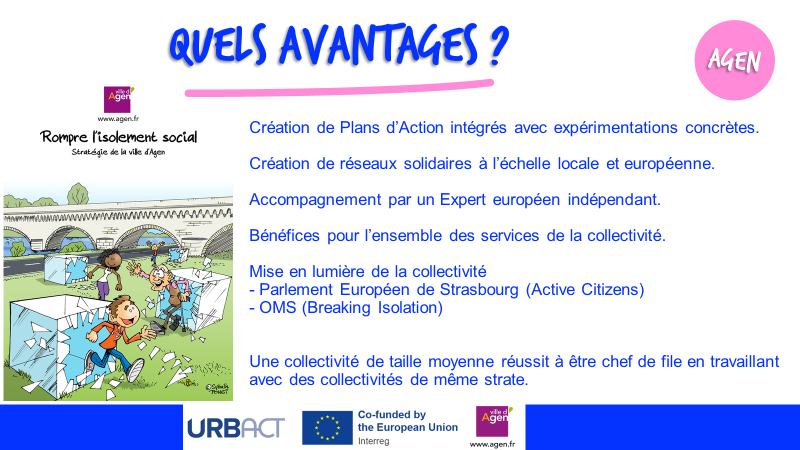 QUELS AVANTAGES ?
AGEN
ville d'
Agen
www.agen.fr
Rompre l'isolement social
Stratégie de la ville d'Agen
Création de Plans d'Action intégrés avec expérimentations concrètes.
Création de réseaux solidaires à l'échelle locale et européenne.
Accompagnement par un Expert européen indépendant.
Bénéfices pour l'ensemble des services de la collectivité.
Mise en lumière de la collectivité
- Parlement Européen de Strasbourg (Active Citizens)
- OMS (Breaking Isolation)
Une collectivité de taille moyenne réussit à être chef de file en travaillant
avec des collectivités de même strate.
URBACT
Co-funded by
the European Union
Interreg
ville d'
Agen
www.agen.fr